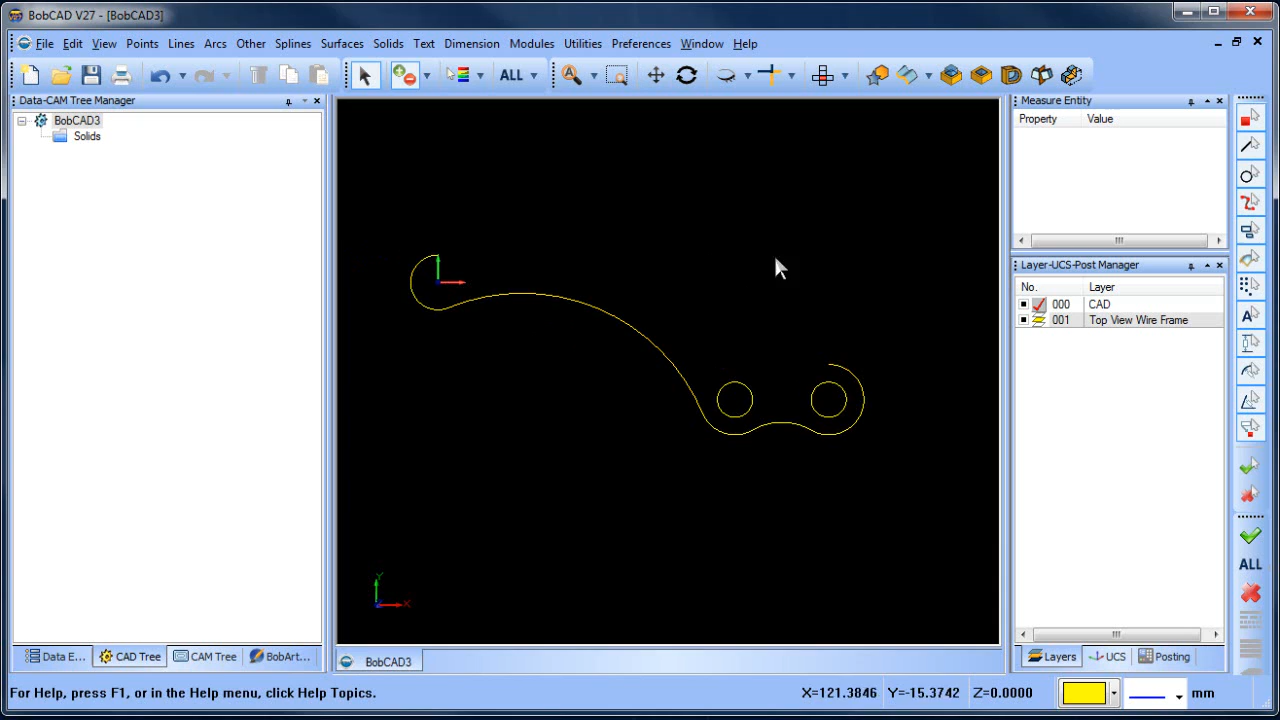 BobCAD V27 - [BobCAD3]
File Edit View Points Lines Arcs Other Splines Surfaces Solids Text Dimension Modules Utilities Preferences Window Help
ALL
Data-CAM Tree Manager
BobCAD3
Solids
Measure Entity
Property Value
Layer-UCS-Post Manager
No. Layer
000 CAD
001 Top View Wire Frame
Y
X
ALL
Data E... CAD Tree CAM Tree BobArt...
BobCAD3
Layers UCS Posting
For Help, press F1, or in the Help menu, click Help Topics.
X=121.3846 Y=-15.3742 Z=0.0000 mm